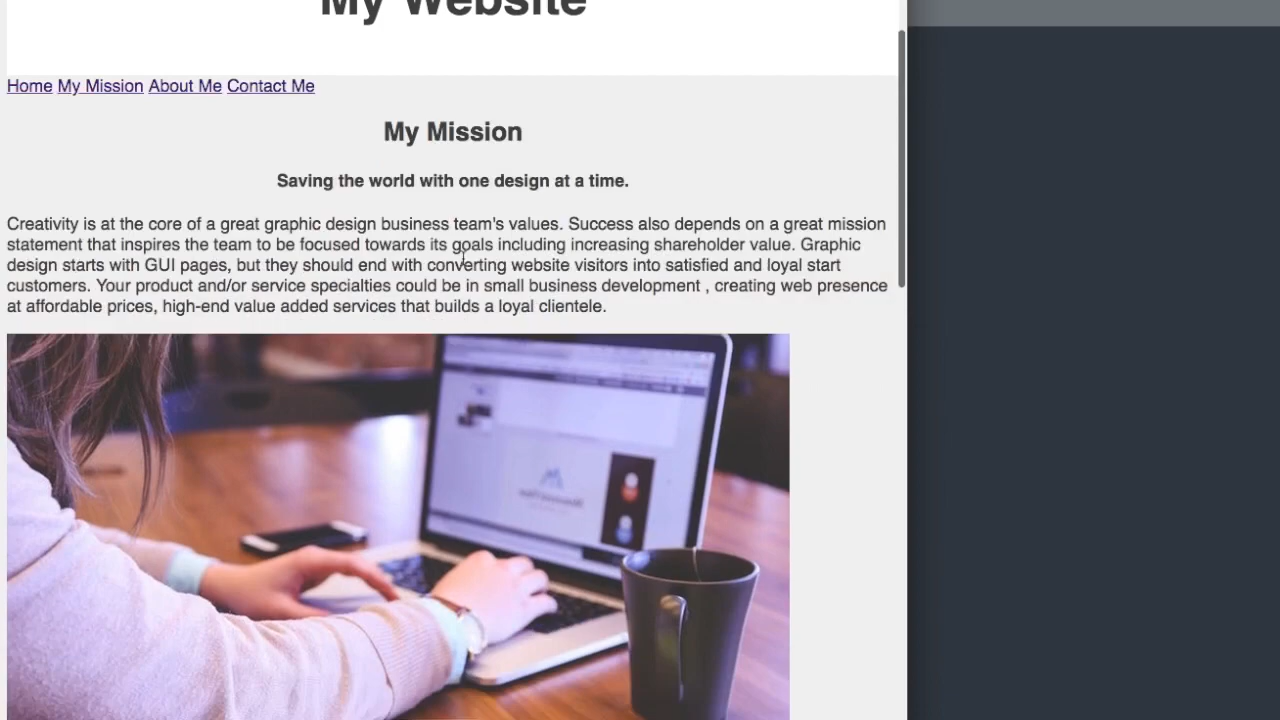 My Website
Home My Mission About Me Contact Me
My Mission
Saving the world with one design at a time.
Creativity is at the core of a great graphic design business team's values. Success also depends on a great mission
statement that inspires the team to be focused towards its goals including increasing shareholder value. Graphic
design starts with GUI pages, but they should end with converting website visitors into satisfied and loyal start
customers. Your product and/or service specialties could be in small business development , creating web presence
at affordable prices, high-end value added services that builds a loyal clientele.